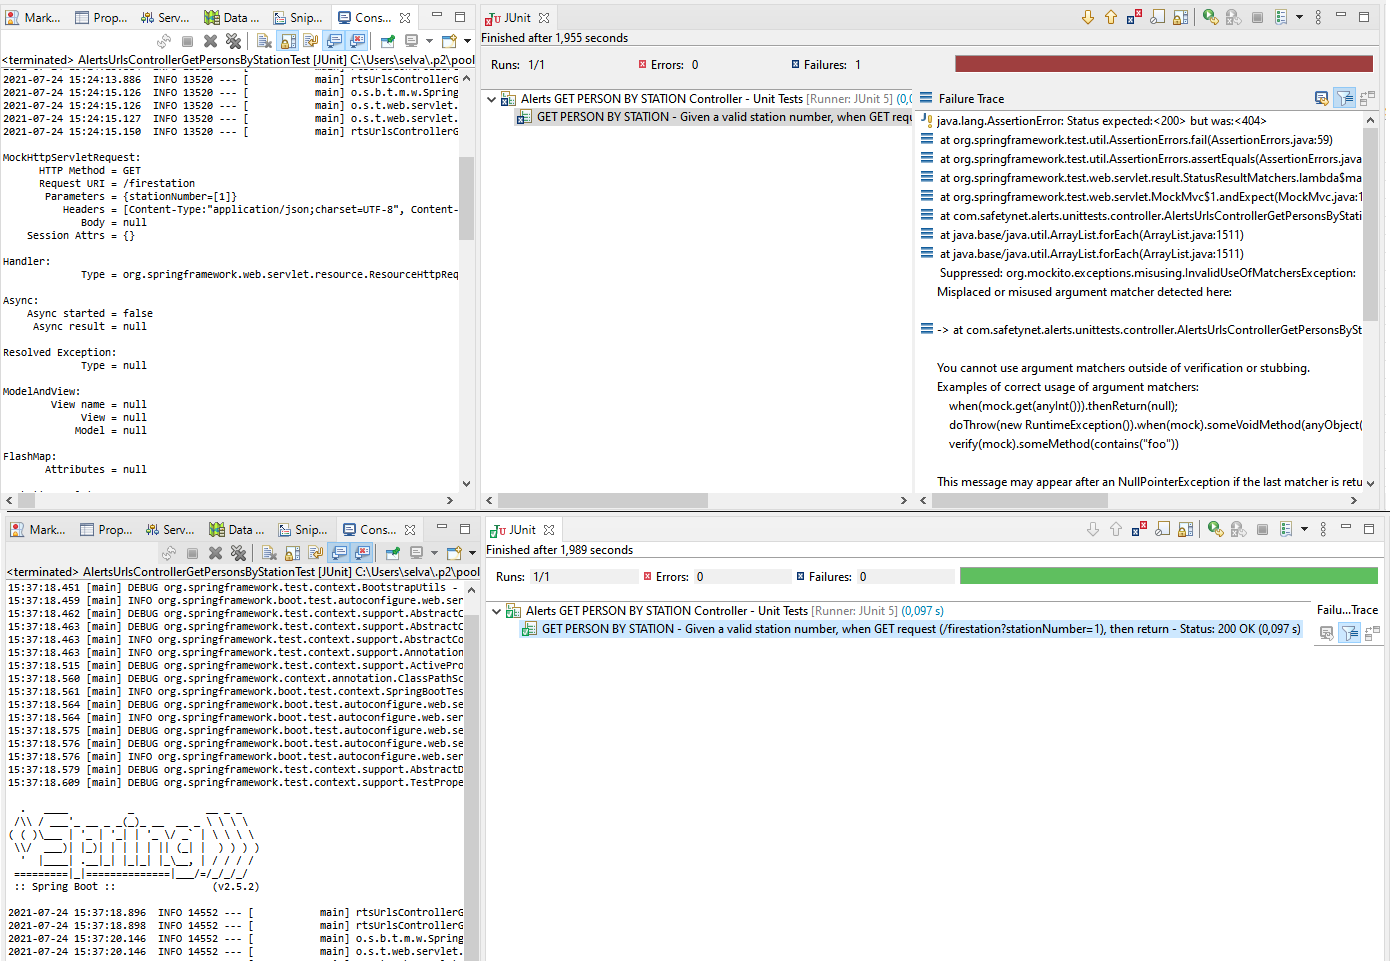 Mark... Prop... Serv... Data ... Snip... Cons...
<terminated> AlertsUrlsControllerGetPersonsByStationTest [JUnit] C:\Users\selva\.p2\pool
2021-07-24 15:24:13.886  INFO 13520 --- [           main] rtsUrlsControllerG
2021-07-24 15:24:15.126  INFO 13520 --- [           main] o.s.b.t.m.w.Spring
2021-07-24 15:24:15.126  INFO 13520 --- [           main] o.s.t.web.servlet.
2021-07-24 15:24:15.127  INFO 13520 --- [           main] o.s.t.web.servlet.
2021-07-24 15:24:15.150  INFO 13520 --- [           main] rtsUrlsControllerG
MockHttpServletRequest:
HTTP Method = GET
Request URI = /firestation
Parameters = {stationNumber=[1]}
Headers = [Content-Type:"application/json;charset=UTF-8", Content-
Body = null
Session Attrs = {}
Handler:
Type = org.springframework.web.servlet.resource.ResourceHttpReq
Async:
Async started = false
Async result = null
Resolved Exception:
Type = null
ModelAndView:
View name = null
View = null
Model = null
FlashMap:
Attributes = null
JUnit
Finished after 1,955 seconds
Runs: 1/1 Errors: 0 Failures: 1
Alerts GET PERSON BY STATION Controller - Unit Tests [Runner: JUnit 5] (0,0
GET PERSON BY STATION - Given a valid station number, when GET requ
Failure Trace
java.lang.AssertionError: Status expected:<200> but was:<404>
at org.springframework.test.util.AssertionErrors.fail(AssertionErrors.java:59)
at org.springframework.test.util.AssertionErrors.assertEquals(AssertionErrors.java
at org.springframework.test.web.servlet.result.StatusResultMatchers.lambda$ma
at org.springframework.test.web.servlet.MockMvc$1.andExpect(MockMvc.java:1
at com.safetynet.alerts.unittests.controller.AlertsUrlsControllerGetPersonsByStati
at java.base/java.util.ArrayList.forEach(ArrayList.java:1511)
at java.base/java.util.ArrayList.forEach(ArrayList.java:1511)
Suppressed: org.mockito.exceptions.misusing.InvalidUseOfMatchersException:
Misplaced or misused argument matcher detected here:
-> at com.safetynet.alerts.unittests.controller.AlertsUrlsControllerGetPersonsBySt
You cannot use argument matchers outside of verification or stubbing.
Examples of correct usage of argument matchers:
when(mock.get(anyInt())).thenReturn(null);
doThrow(new RuntimeException()).when(mock).someVoidMethod(anyObject(
verify(mock).someMethod(contains("foo"))
This message may appear after an NullPointerException if the last matcher is retu
Mark... Prop... Serv... Data ... Snip... Cons...
<terminated> AlertsUrlsControllerGetPersonsByStationTest [JUnit] C:\Users\selva\.p2\pool
15:37:18.451 [main] DEBUG org.springframework.test.context.BootstrapUtils -
15:37:18.459 [main] INFO org.springframework.boot.test.autoconfigure.web.ser
15:37:18.462 [main] DEBUG org.springframework.test.context.support.AbstractC
15:37:18.463 [main] DEBUG org.springframework.test.context.support.AbstractC
15:37:18.463 [main] INFO org.springframework.test.context.support.AbstractCo
15:37:18.463 [main] INFO org.springframework.test.context.support.Annotation
15:37:18.515 [main] DEBUG org.springframework.test.context.support.ActivePro
15:37:18.560 [main] DEBUG org.springframework.context.annotation.ClassPathSc
15:37:18.561 [main] INFO org.springframework.boot.test.context.SpringBootTes
15:37:18.564 [main] DEBUG org.springframework.boot.test.autoconfigure.web.se
15:37:18.564 [main] INFO org.springframework.boot.test.autoconfigure.web.ser
15:37:18.575 [main] DEBUG org.springframework.boot.test.autoconfigure.web.se
15:37:18.576 [main] DEBUG org.springframework.boot.test.autoconfigure.web.se
15:37:18.576 [main] INFO org.springframework.boot.test.autoconfigure.web.ser
15:37:18.579 [main] DEBUG org.springframework.test.context.support.AbstractD
15:37:18.609 [main] DEBUG org.springframework.test.context.support.TestPrope
Spring
:: Spring Boot :: (v2.5.2)
2021-07-24 15:37:18.896  INFO 14552 --- [           main] rtsUrlsControllerG
2021-07-24 15:37:18.898  INFO 14552 --- [           main] rtsUrlsControllerG
2021-07-24 15:37:20.146  INFO 14552 --- [           main] o.s.b.t.m.w.Spring
2021-07-24 15:37:20.146  INFO 14552 --- [           main] o.s.t.web.servlet.
JUnit
Finished after 1,989 seconds
Runs: 1/1 Errors: 0 Failures: 0
Alerts GET PERSON BY STATION Controller - Unit Tests [Runner: JUnit 5] (0,097 s)
GET PERSON BY STATION - Given a valid station number, when GET request (/firestation?stationNumber=1), then return - Status: 200 OK (0,097 s)
Failu...Trace